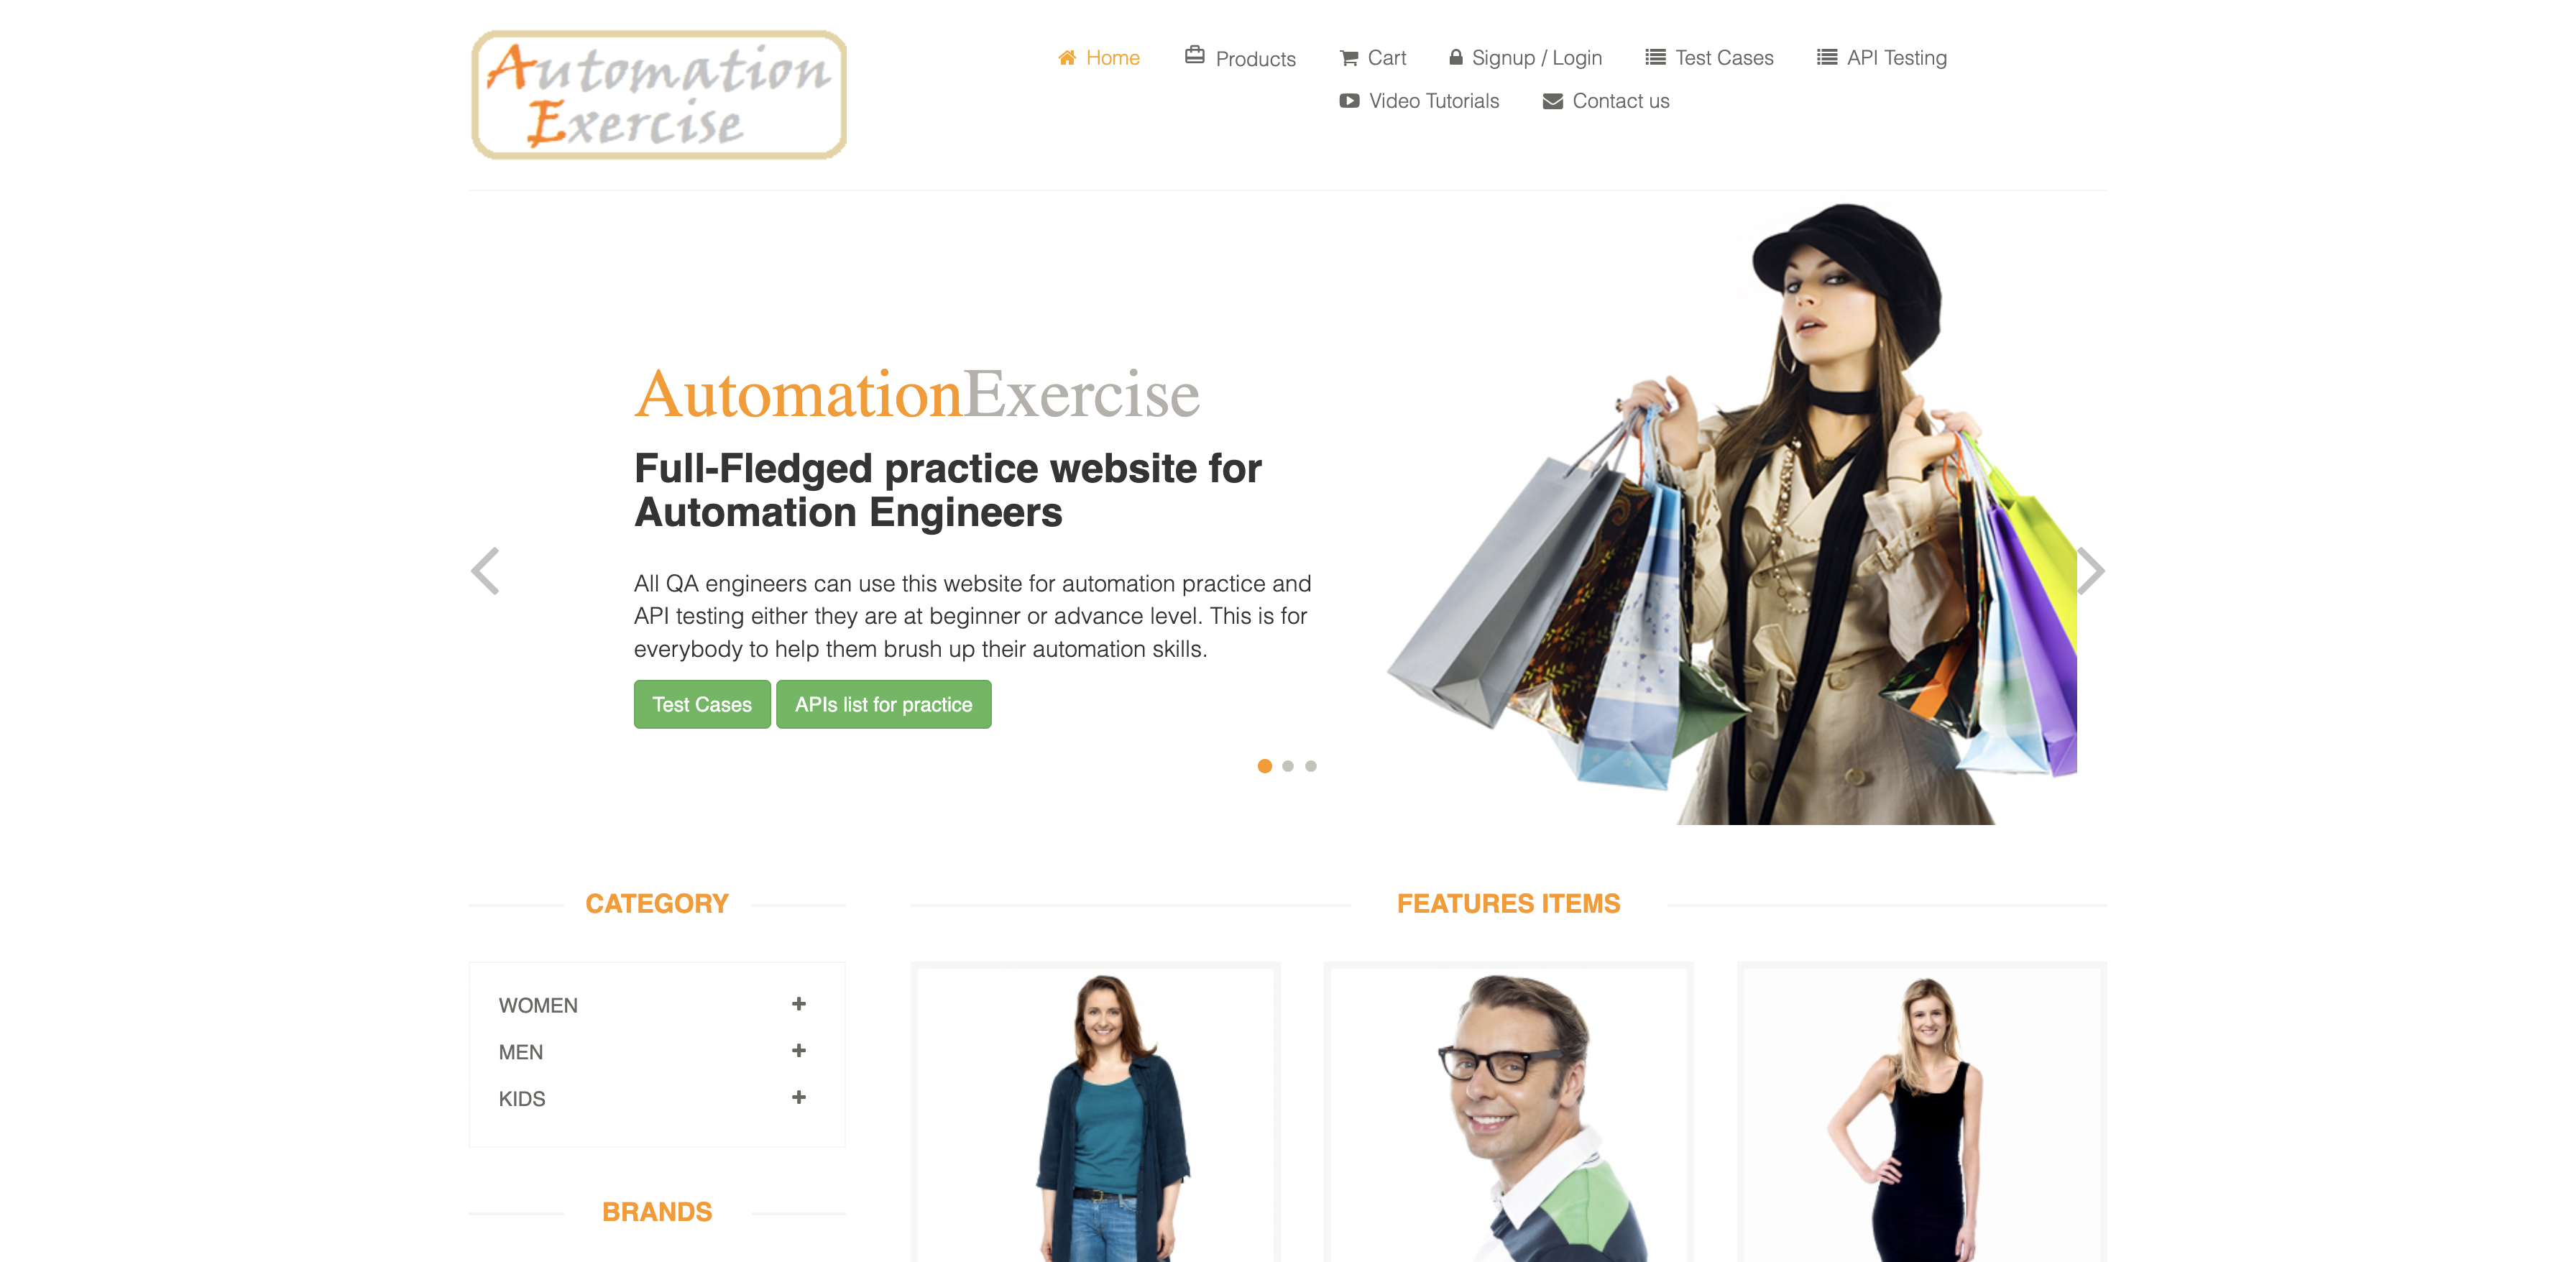 Automation
Exercise
Home Products Cart Signup / Login Test Cases API Testing
Video Tutorials Contact us
AutomationExercise
Full-Fledged practice website for
Automation Engineers
All QA engineers can use this website for automation practice and
API testing either they are at beginner or advance level. This is for
everybody to help them brush up their automation skills.
Test Cases APIs list for practice
CATEGORY
WOMEN
MEN
KIDS
BRANDS
FEATURES ITEMS